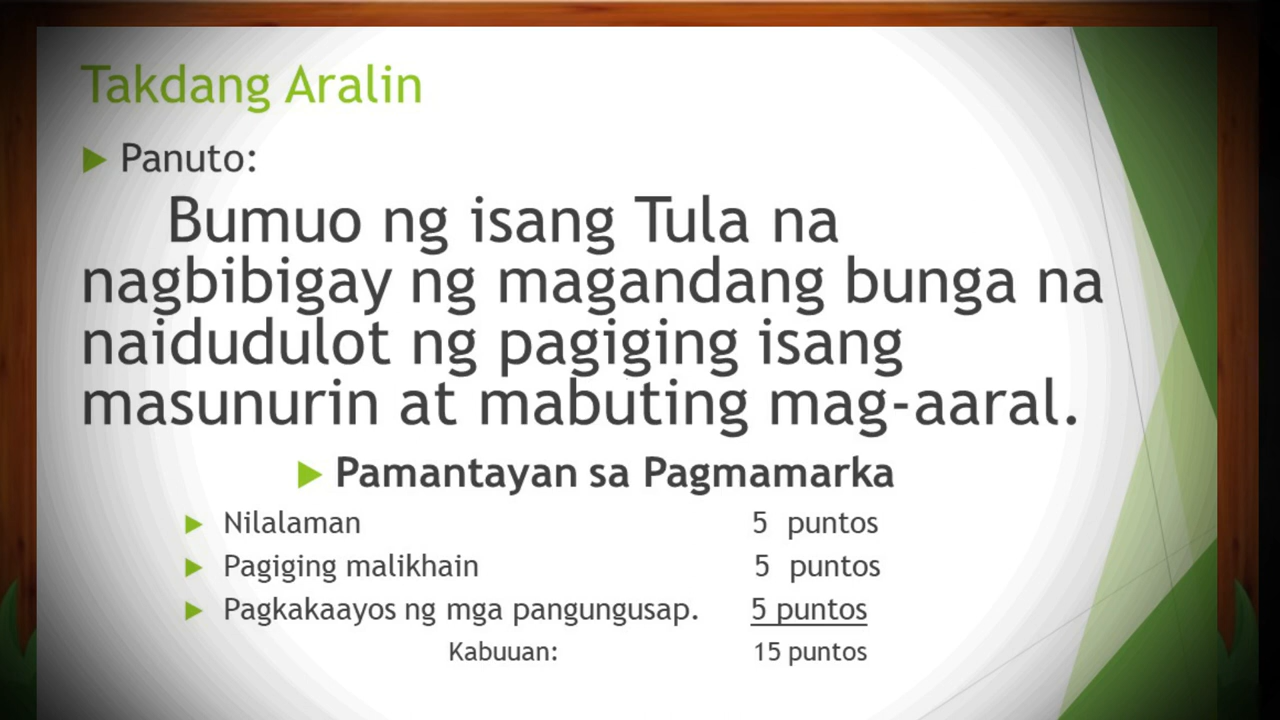 Takdang Aralin
Panuto:
Bumuo ng isang Tula na
nagbibigay ng magandang bunga na
naidudulot ng pagiging isang
masunurin at mabuting mag-aaral.
Pamantayan sa Pagmamarka
Nilalaman 5 puntos
Pagiging malikhain 5 puntos
Pagkakaayos ng mga pangungusap. 5 puntos
Kabuuan: 15 puntos